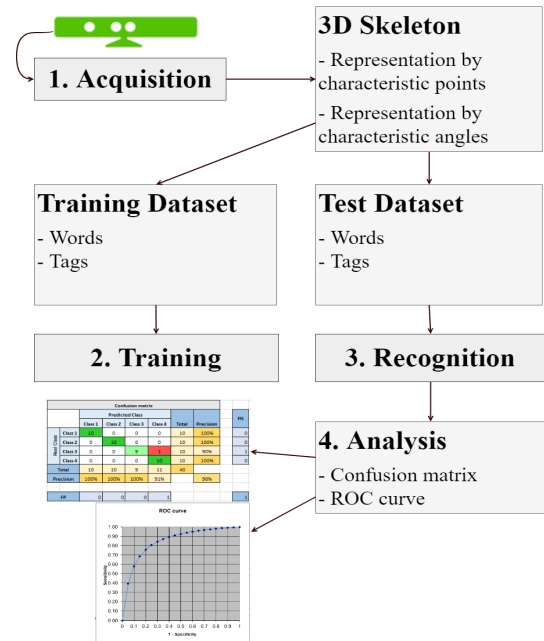 1. Acquisition
3D Skeleton
- Representation by
characteristic points
- Representation by
characteristic angles
Training Dataset
- Words
- Tags
Test Dataset
- Words
- Tags
2. Training
3. Recognition
Confusion matrix
Predicted Class
Class 1 Class 2 Class 3 Class 4 Total Precision FN
Real Class
Class 1 10 0 0 0 10 100% 0
Class 2 0 10 0 0 10 100% 0
Class 3 0 0 9 1 10 90% 1
Class 4 0 0 0 10 10 100% 0
Total 10 10 9 11 40
Precision 100% 100% 100% 91% 98%
FP 0 0 0 1 1
4. Analysis
- Confusion matrix
- ROC curve
ROC curve
Sensitivity
1.00
0.90
0.80
0.70
0.60
0.50
0.40
0.30
0.20
0.10
0.00
0 0.1 0.2 0.3 0.4 0.5 0.6 0.7 0.8 0.9 1
1 - Specificity